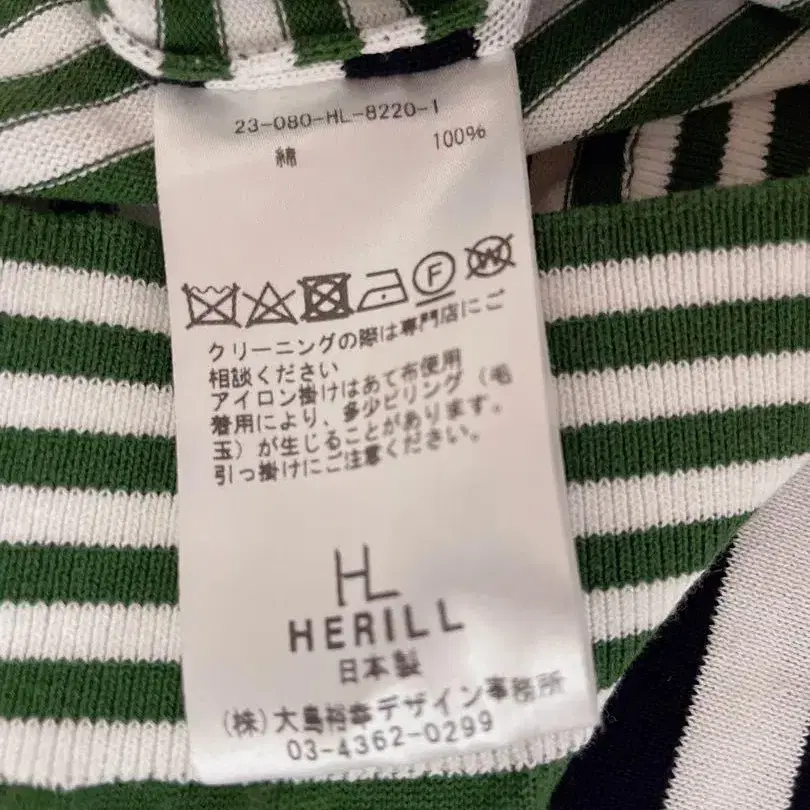 23-080-HL-8220-1
綿 100%
F W
クリーニングの際は専門店にご
相談ください
アイロン掛けはあて布使用
着用により、多少ピリング（毛
玉）が生じることがあります。
引っ掛けにご注意ください。
HL
HERILL
日本製
(株)大島裕幸デザイン事務所
03-4362-0299